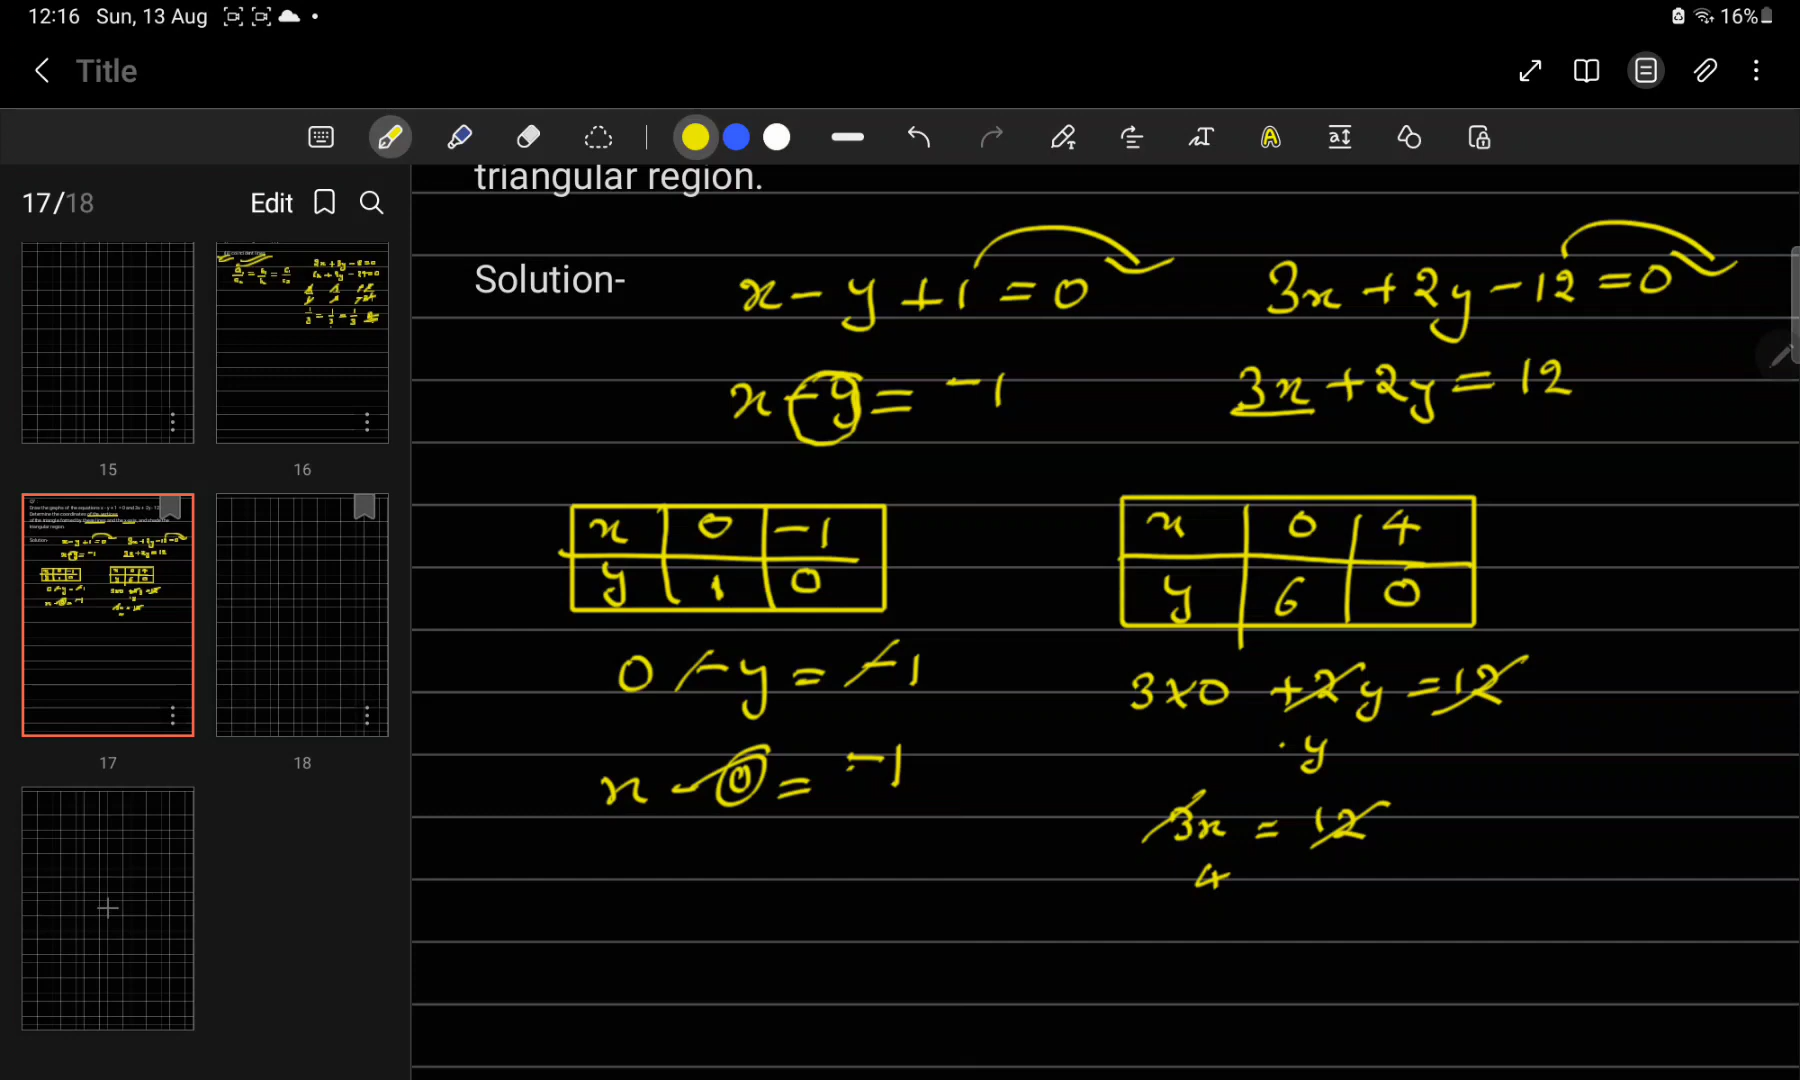 12:16 Sun, 13 Aug
16%
Title
17/18
Edit
15
16
17
18
triangular region.
Solution-
x - y + 1 = 0
3x + 2y - 12 = 0
x - y = -1
3x + 2y = 12
x 0 -1
y 1 0
x 0 4
y 6 0
0 - y = -1
3x0 + 2y = 12
y
x - 0 = -1
3x = 12
4